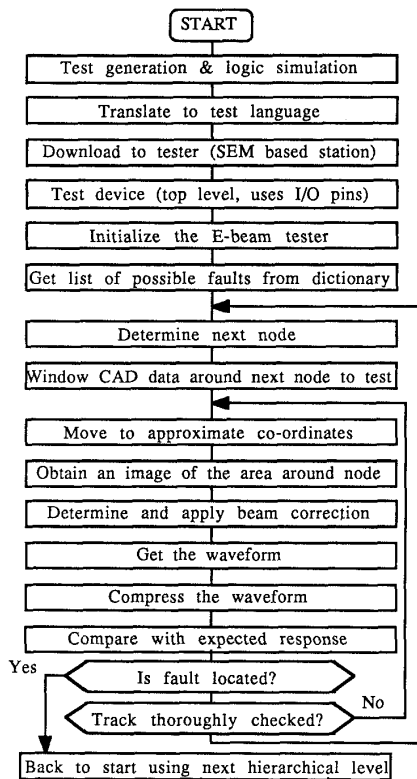 START
Test generation & logic simulation
Translate to test language
Download to tester (SEM based station)
Test device (top level, uses I/O pins)
Initialize the E-beam tester
Get list of possible faults from dictionary
Determine next node
Window CAD data around next node to test
Move to approximate co-ordinates
Obtain an image of the area around node
Determine and apply beam correction
Get the waveform
Compress the waveform
Compare with expected response
Yes
Is fault located?
No
Track thoroughly checked?
Back to start using next hierarchical level